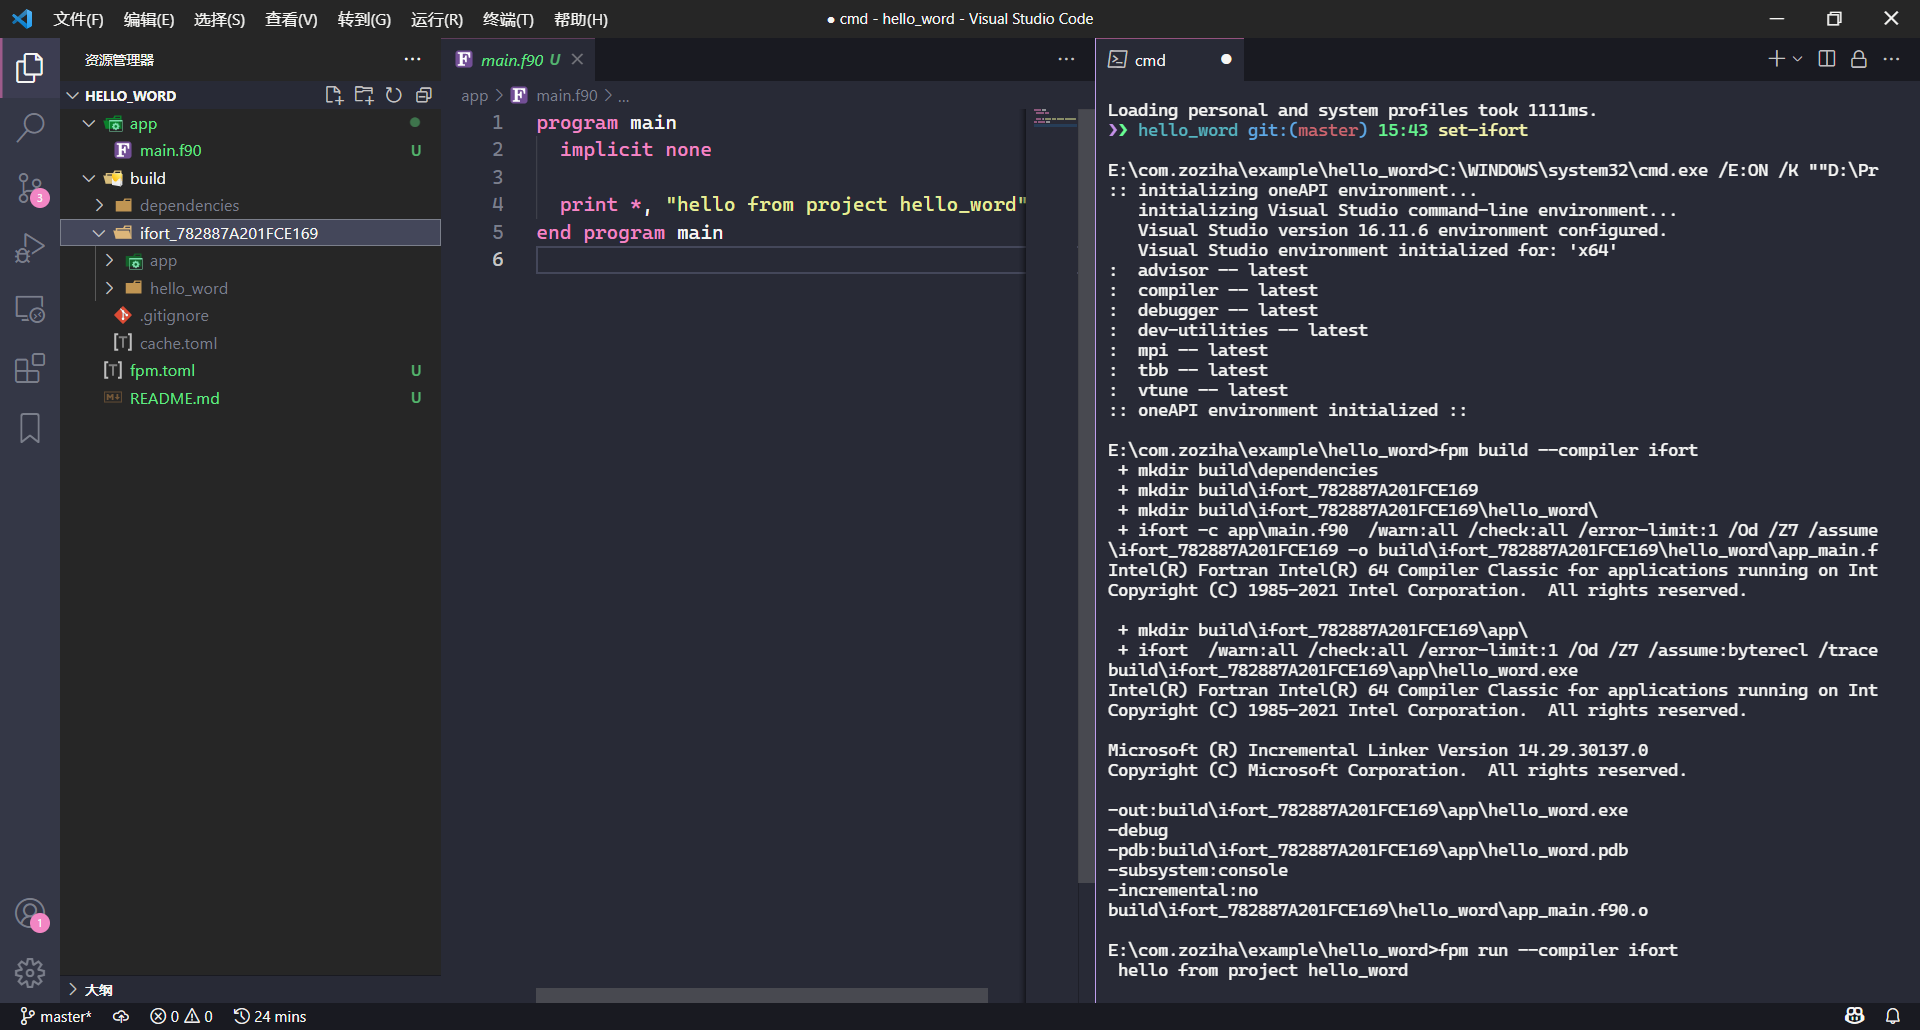 文件(F) 编辑(E) 选择(S) 查看(V) 转到(G) 运行(R) 终端(T) 帮助(H)
● cmd - hello_word - Visual Studio Code
资源管理器
HELLO_WORD
app
main.f90 U
build
dependencies
ifort_782887A201FCE169
app
hello_word
.gitignore
cache.toml
fpm.toml U
README.md U
大纲
3
1
main.f90 U
app > main.f90 > ...
1 program main
2 implicit none
3
4 print *, "hello from project hello_word"
5 end program main
6
cmd
Loading personal and system profiles took 1111ms.
❯❯ hello_word git:(master) 15:43 set-ifort
E:\com.zoziha\example\hello_word>C:\WINDOWS\system32\cmd.exe /E:ON /K ""D:\Pr
:: initializing oneAPI environment...
initializing Visual Studio command-line environment...
Visual Studio version 16.11.6 environment configured.
Visual Studio environment initialized for: 'x64'
: advisor -- latest
: compiler -- latest
: debugger -- latest
: dev-utilities -- latest
: mpi -- latest
: tbb -- latest
: vtune -- latest
:: oneAPI environment initialized ::
E:\com.zoziha\example\hello_word>fpm build --compiler ifort
+ mkdir build\dependencies
+ mkdir build\ifort_782887A201FCE169
+ mkdir build\ifort_782887A201FCE169\hello_word\
+ ifort -c app\main.f90  /warn:all /check:all /error-limit:1 /Od /Z7 /assume
\ifort_782887A201FCE169 -o build\ifort_782887A201FCE169\hello_word\app_main.f
Intel(R) Fortran Intel(R) 64 Compiler Classic for applications running on Int
Copyright (C) 1985-2021 Intel Corporation.  All rights reserved.
+ mkdir build\ifort_782887A201FCE169\app\
+ ifort  /warn:all /check:all /error-limit:1 /Od /Z7 /assume:byterecl /trace
build\ifort_782887A201FCE169\app\hello_word.exe
Intel(R) Fortran Intel(R) 64 Compiler Classic for applications running on Int
Copyright (C) 1985-2021 Intel Corporation.  All rights reserved.
Microsoft (R) Incremental Linker Version 14.29.30137.0
Copyright (C) Microsoft Corporation.  All rights reserved.
-out:build\ifort_782887A201FCE169\app\hello_word.exe
-debug
-pdb:build\ifort_782887A201FCE169\app\hello_word.pdb
-subsystem:console
-incremental:no
build\ifort_782887A201FCE169\hello_word\app_main.f90.o
E:\com.zoziha\example\hello_word>fpm run --compiler ifort
hello from project hello_word
master* 0 0 24 mins